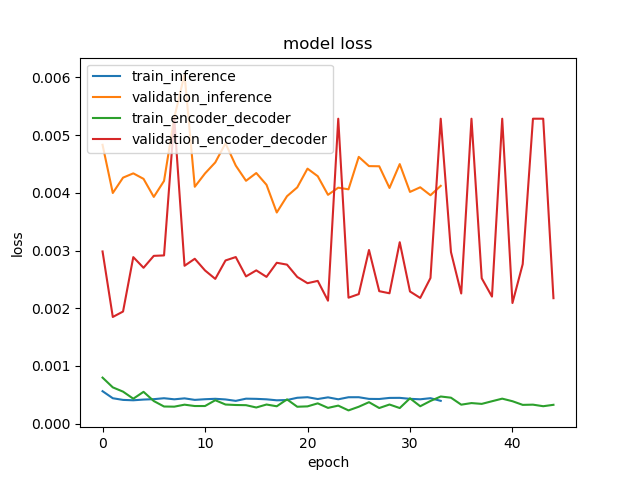 model loss
train_inference
validation_inference
train_encoder_decoder
validation_encoder_decoder
0.006
0.005
0.004
0.003
0.002
0.001
0.000
loss
0 10 20 30 40
epoch